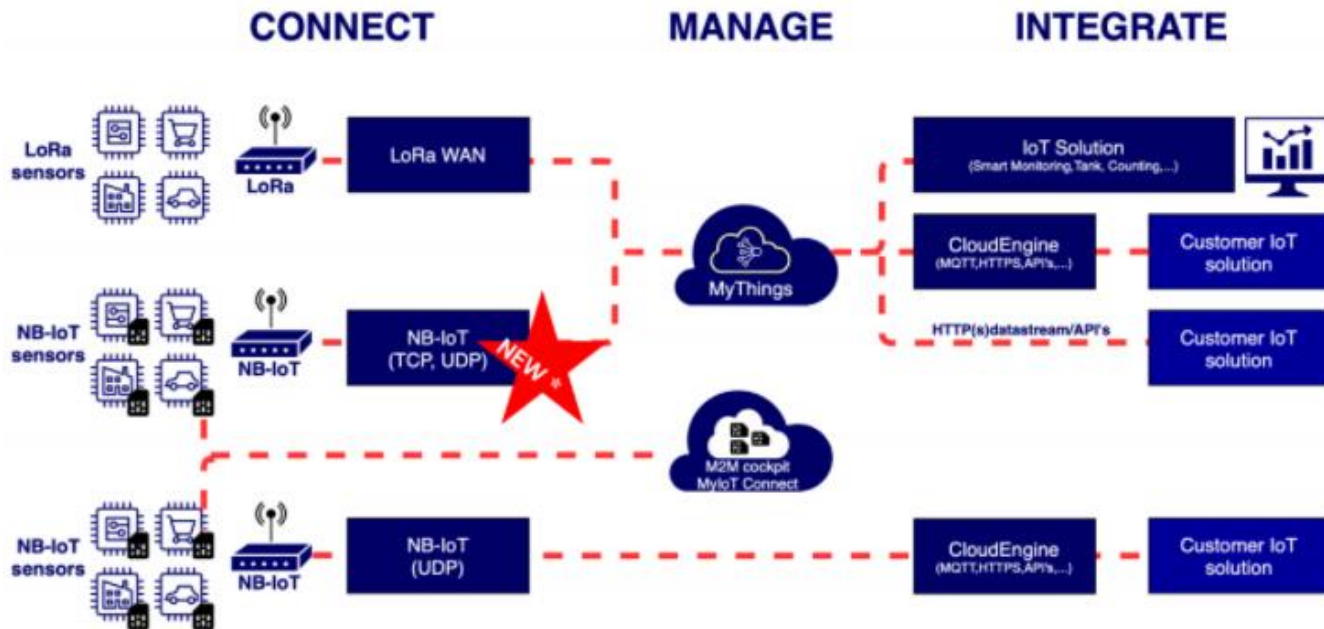 CONNECT
MANAGE
INTEGRATE
LoRa
sensors
LoRa
LoRa WAN
IoT Solution
(Smart Monitoring,Tank, Counting,...)
MyThings
CloudEngine
(MQTT,HTTPS,API's,...)
Customer IoT
solution
NB-IoT
sensors
NB-IoT
NB-IoT
(TCP, UDP)
NEW *
HTTP(s)datastream/API's
Customer IoT
solution
M2M cockpit
MyIoT Connect
NB-IoT
sensors
NB-IoT
NB-IoT
(UDP)
CloudEngine
(MQTT,HTTPS,API's,...)
Customer IoT
solution